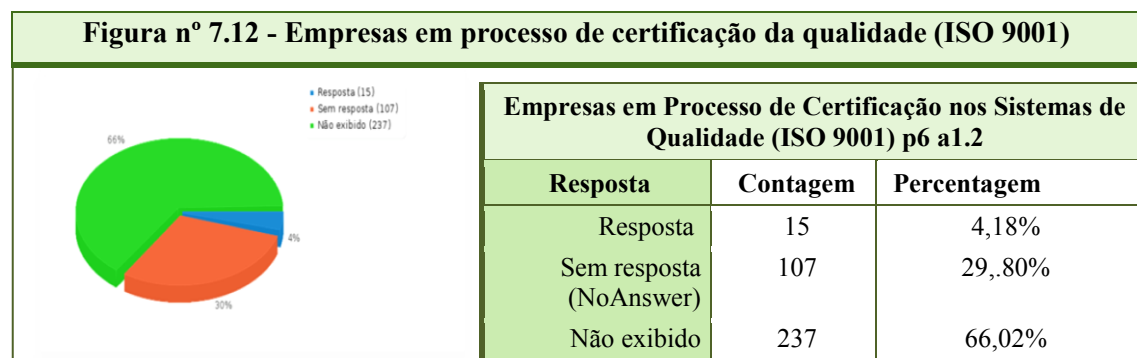 Figura nº 7.12 - Empresas em processo de certificação da qualidade (ISO 9001)
Resposta (15)
Sem resposta (107)
Não exibido (237)
66%
4%
30%
Empresas em Processo de Certificação nos Sistemas de
Qualidade (ISO 9001) p6 a1.2
Resposta Contagem Percentagem
Resposta 15 4,18%
Sem resposta 107 29,.80%
(NoAnswer)
Não exibido 237 66,02%